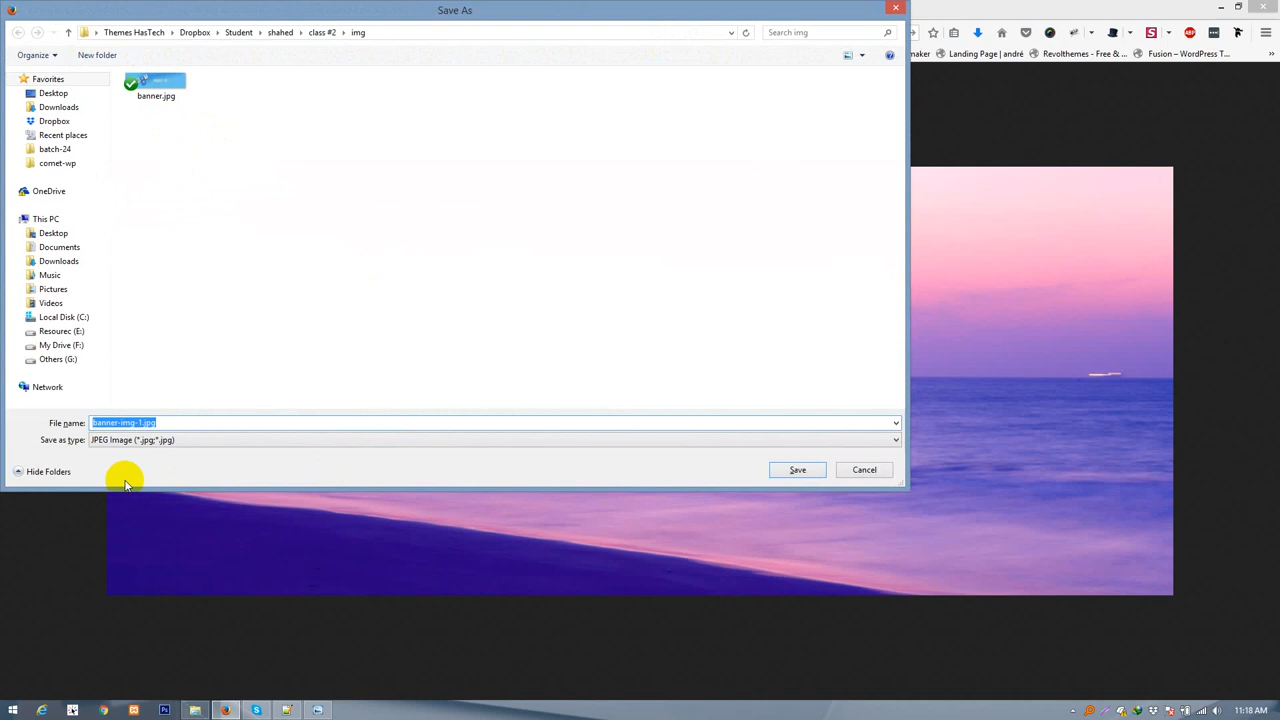 Save As
Themes HasTech Dropbox Student shahed class #2 img
Search img
Organize New folder
Favorites
Desktop
Downloads
Dropbox
Recent places
batch-24
comet-wp
OneDrive
This PC
Desktop
Documents
Downloads
Music
Pictures
Videos
Local Disk (C:)
Resourec (E:)
My Drive (F:)
Others (G:)
Network
banner.jpg
File name: banner-img-1.jpg
Save as type: JPEG Image (*.jpg;*.jpg)
Hide Folders
Save Cancel
maker Landing Page | andré Revolthemes - Free & ... Fusion – WordPress T... »
S ABP
Ps
11:18 AM